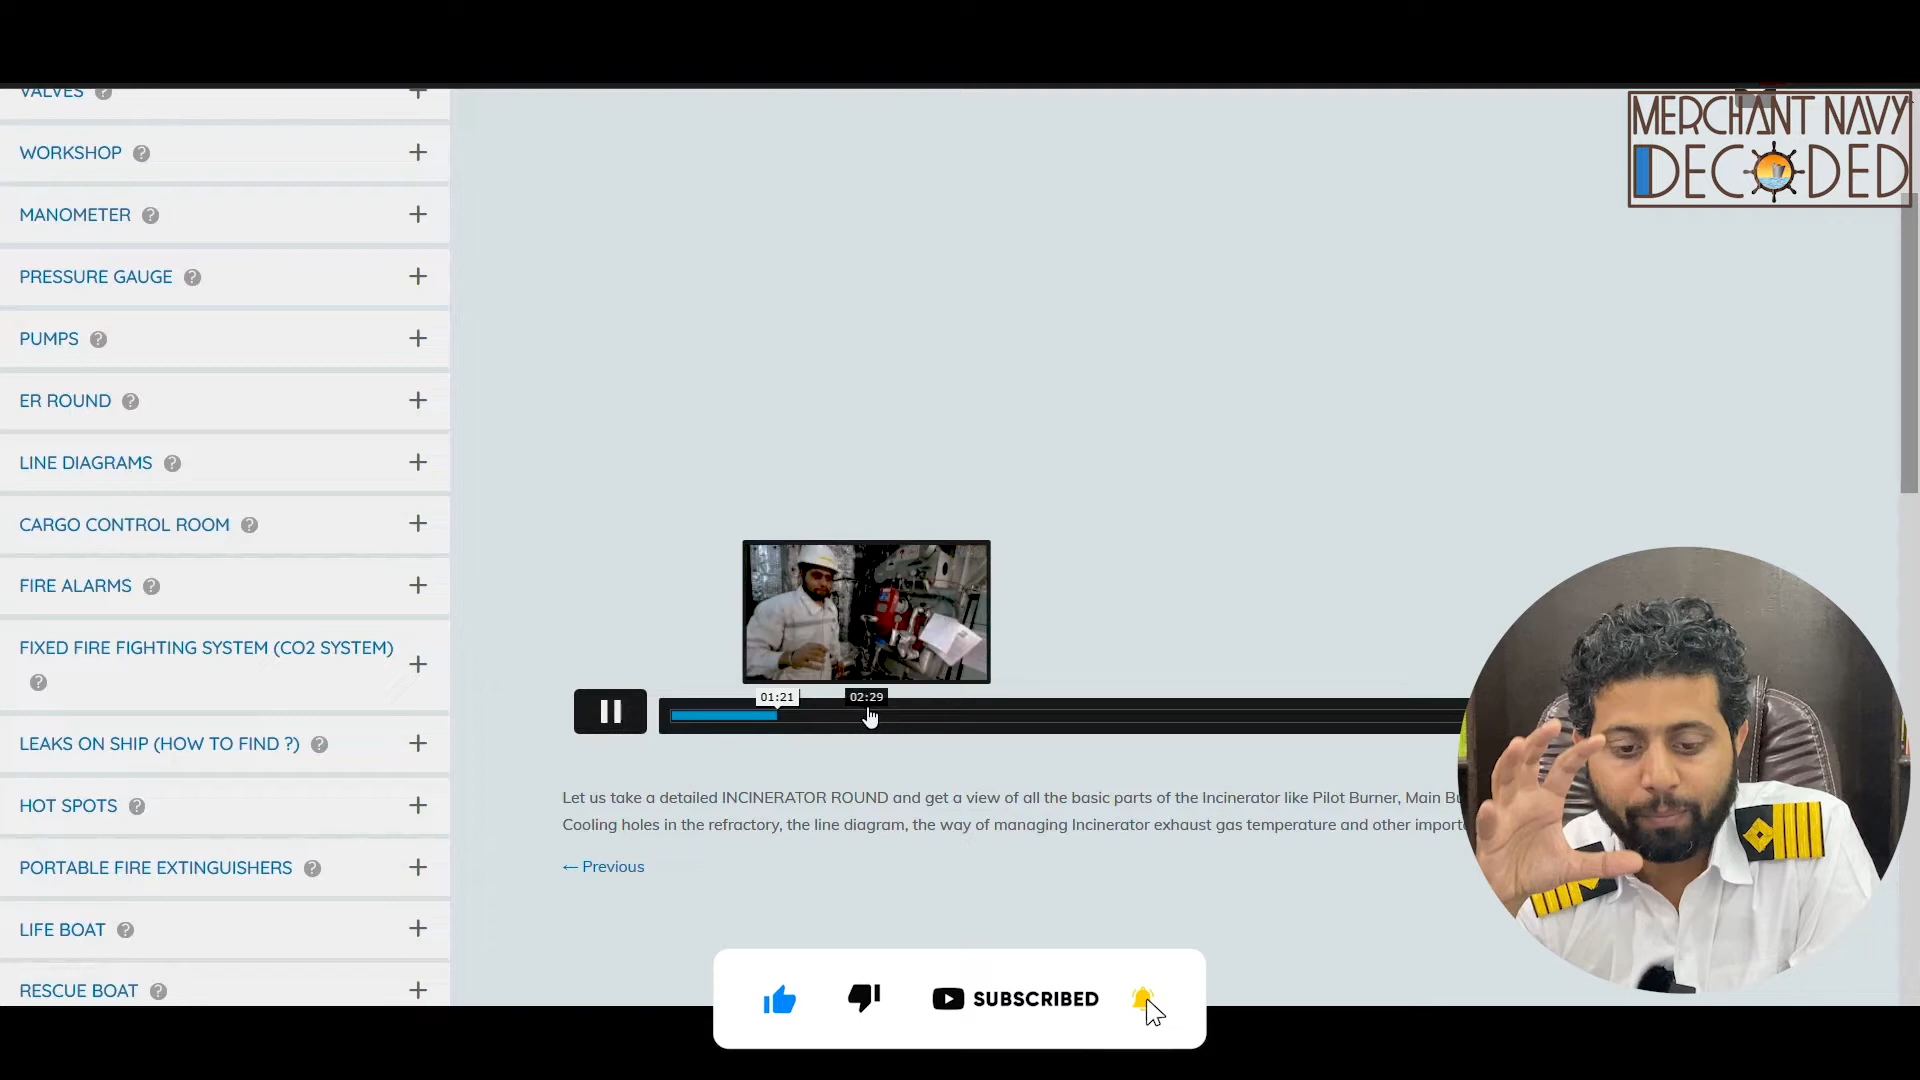 VALVES
WORKSHOP
MANOMETER
PRESSURE GAUGE
PUMPS
ER ROUND
LINE DIAGRAMS
CARGO CONTROL ROOM
FIRE ALARMS
FIXED FIRE FIGHTING SYSTEM (CO2 SYSTEM)
LEAKS ON SHIP (HOW TO FIND ?)
HOT SPOTS
PORTABLE FIRE EXTINGUISHERS
LIFE BOAT
RESCUE BOAT
MERCHANT NAVY
DECODED
01:21
02:29
Let us take a detailed INCINERATOR ROUND and get a view of all the basic parts of the Incinerator like Pilot Burner, Main
Cooling holes in the refractory, the line diagram, the way of managing Incinerator exhaust gas temperature and other
← Previous
SUBSCRIBED